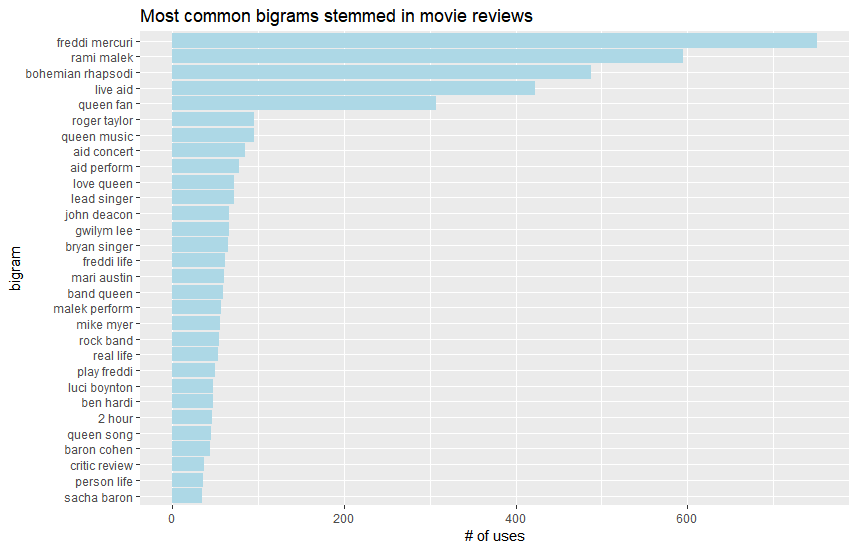 Most common bigrams stemmed in movie reviews
freddi mercuri
rami malek
bohemian rhapsodi
live aid
queen fan
roger taylor
queen music
aid concert
aid perform
love queen
lead singer
john deacon
gwilym lee
bryan singer
freddi life
mari austin
band queen
malek perform
mike myer
rock band
real life
play freddi
luci boynton
ben hardi
2 hour
queen song
baron cohen
critic review
person life
sacha baron
bigram
0 200 400 600
# of uses